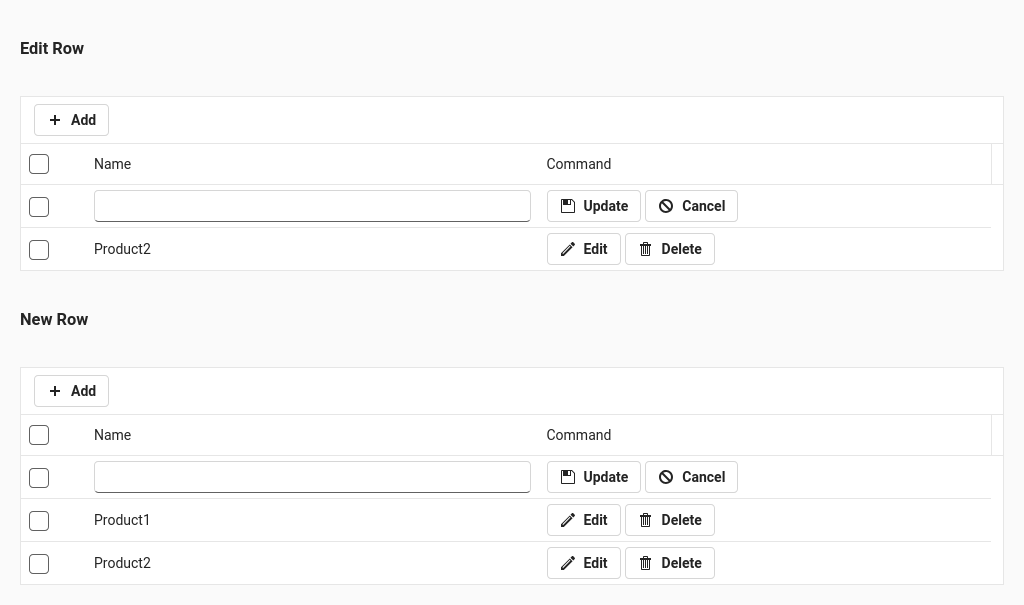 Edit Row
Add
Name Command
Update Cancel
Product2 Edit Delete
New Row
Add
Name Command
Update Cancel
Product1 Edit Delete
Product2 Edit Delete